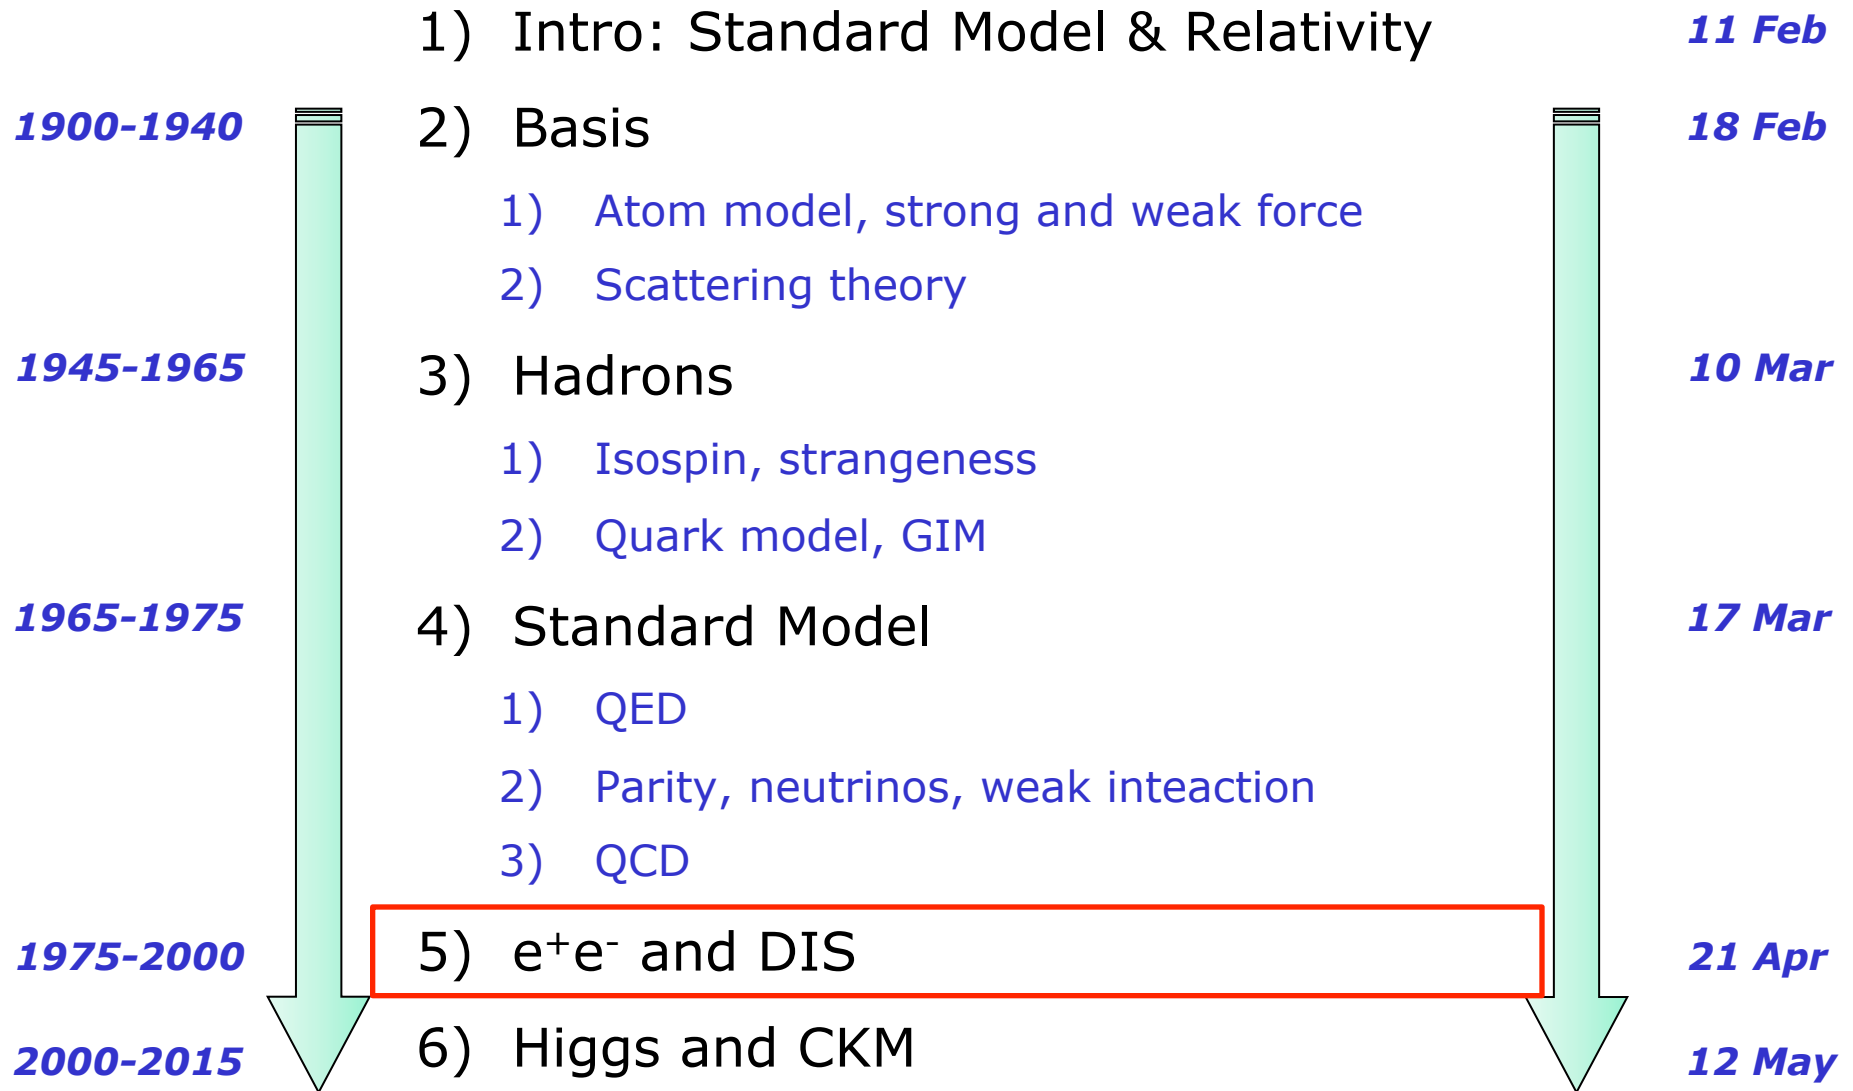 1) Intro: Standard Model & Relativity 11 Feb
1900-1940 2) Basis 18 Feb
1) Atom model, strong and weak force
2) Scattering theory
1945-1965 3) Hadrons 10 Mar
1) Isospin, strangeness
2) Quark model, GIM
1965-1975 4) Standard Model 17 Mar
1) QED
2) Parity, neutrinos, weak inteaction
3) QCD
1975-2000 5) e⁺e⁻ and DIS 21 Apr
2000-2015 6) Higgs and CKM 12 May